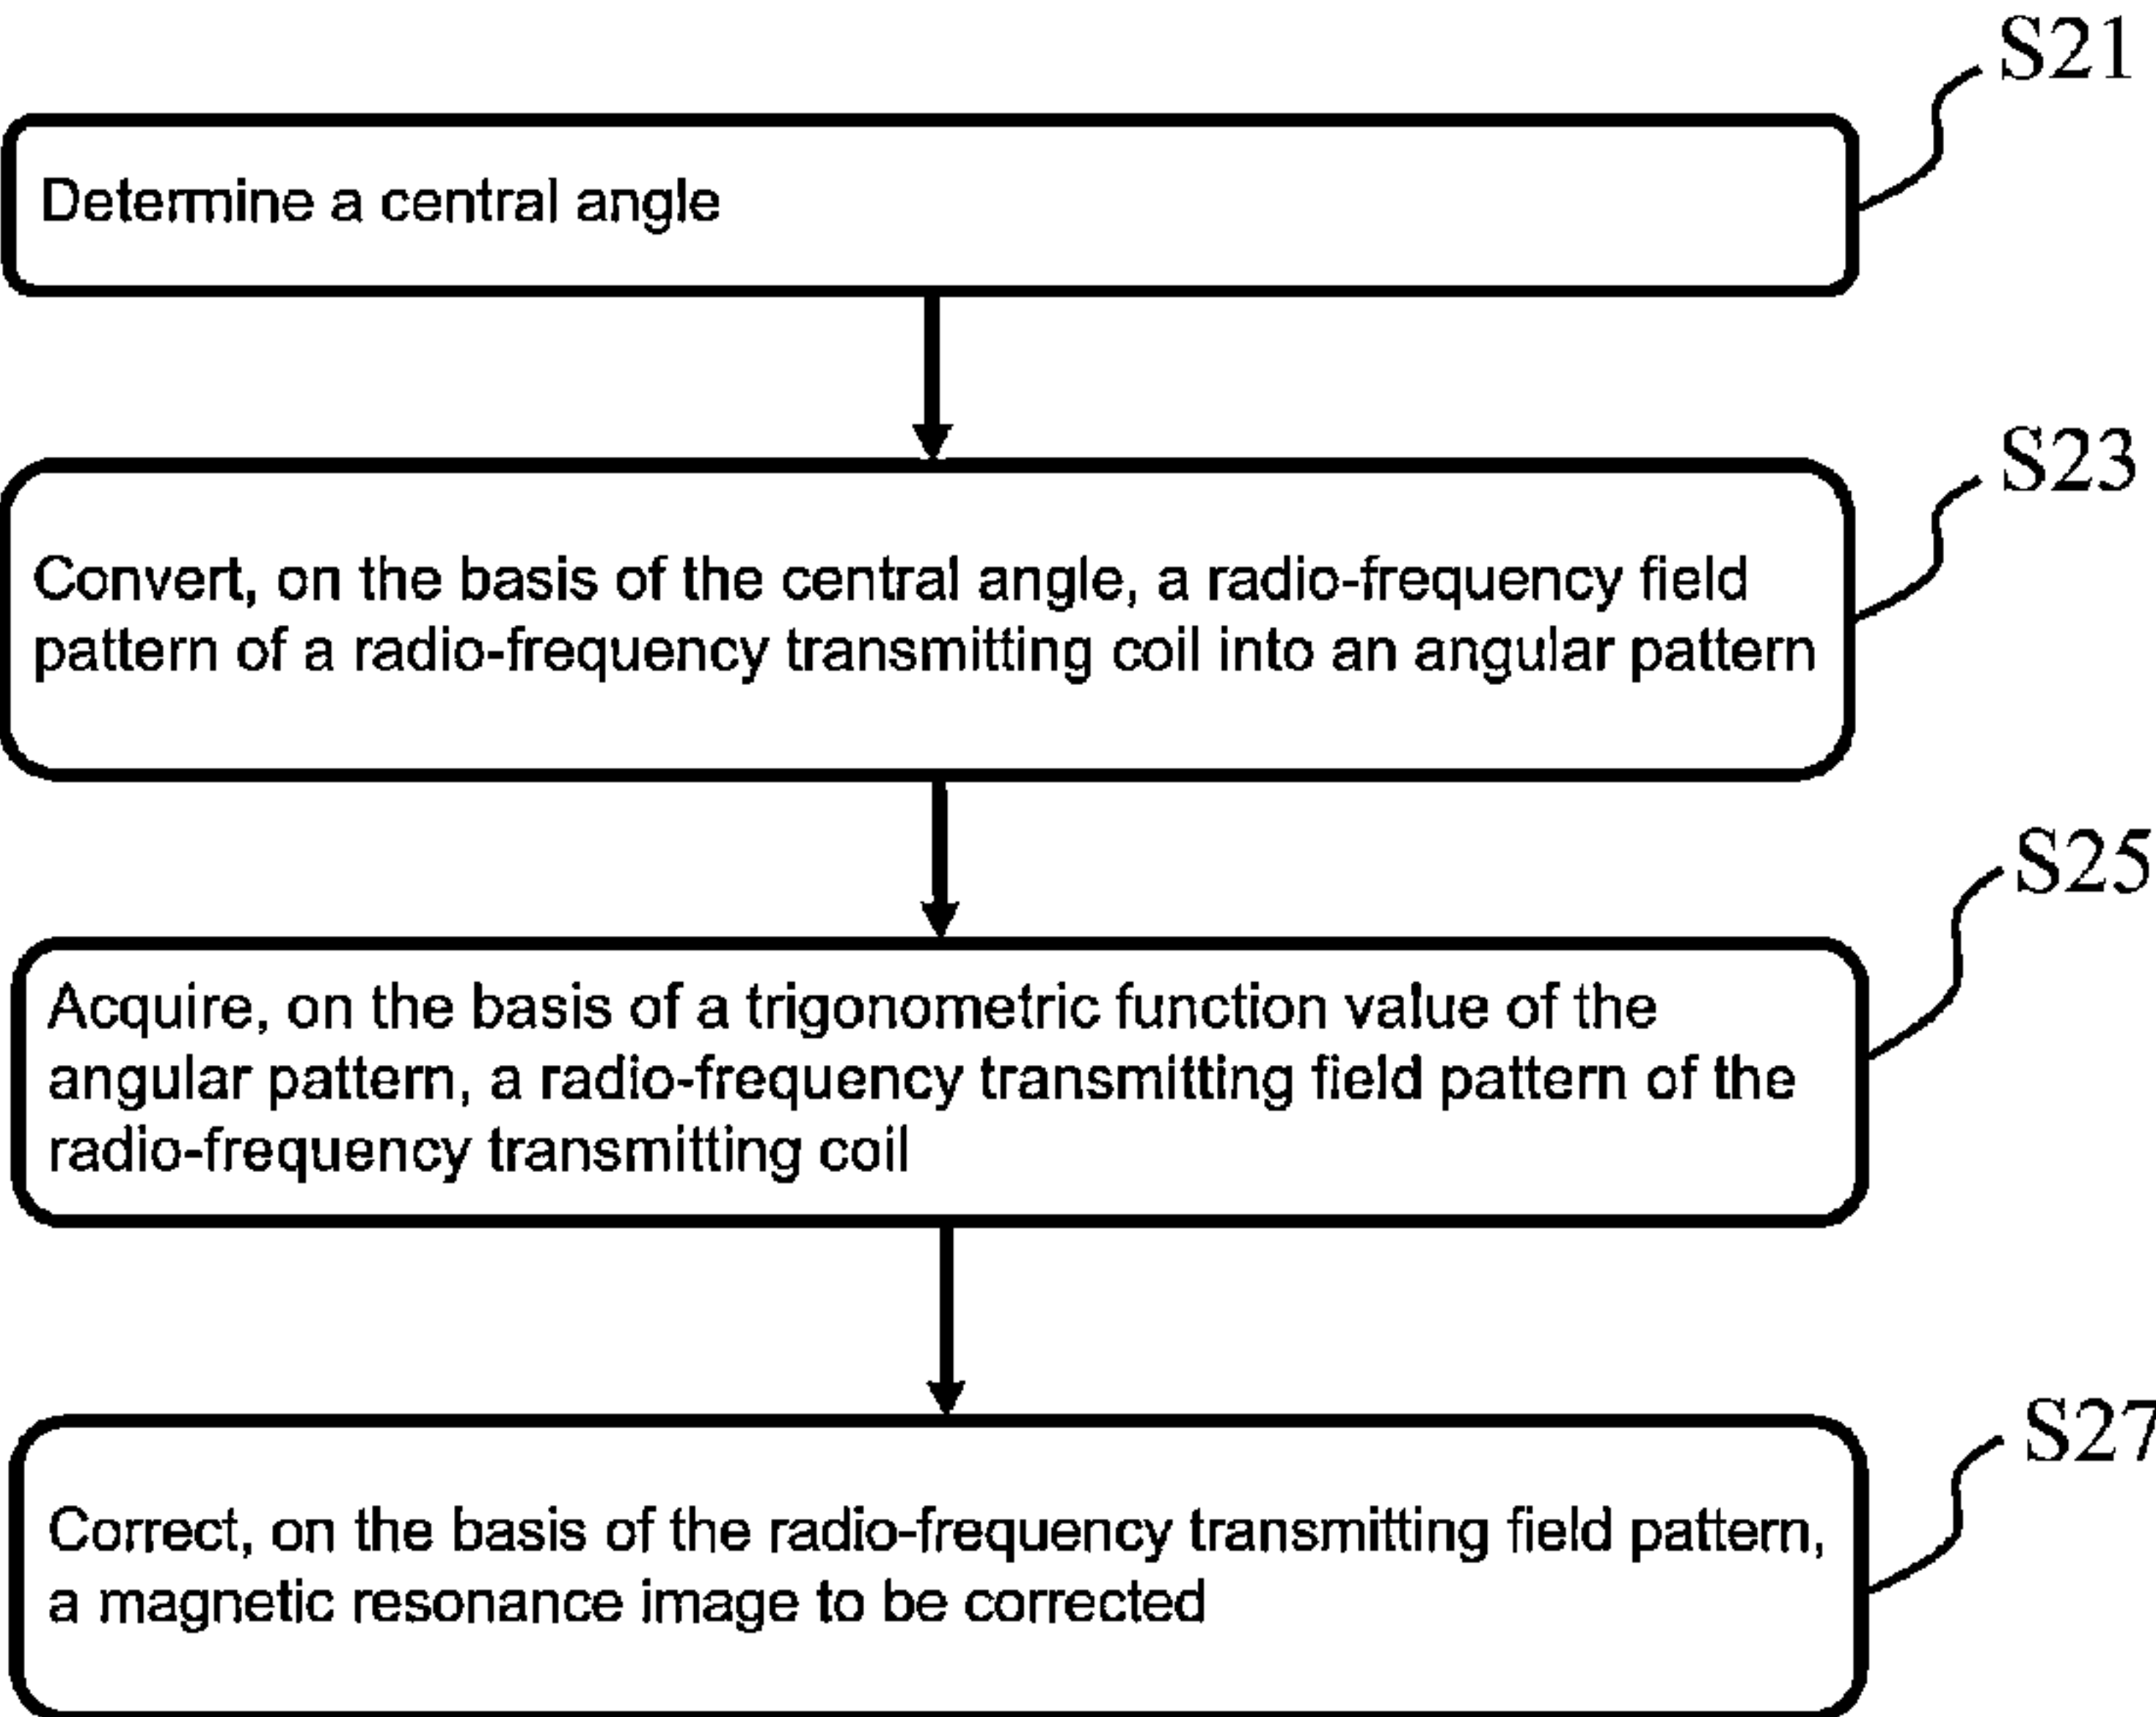 S21
Determine a central angle
S23
Convert, on the basis of the central angle, a radio-frequency field
pattern of a radio-frequency transmitting coil into an angular pattern
S25
Acquire, on the basis of a trigonometric function value of the
angular pattern, a radio-frequency transmitting field pattern of the
radio-frequency transmitting coil
S27
Correct, on the basis of the radio-frequency transmitting field pattern,
a magnetic resonance image to be corrected